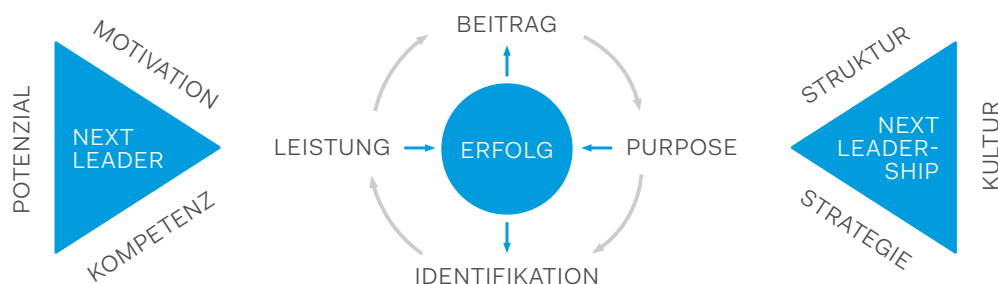 POTENZIAL
MOTIVATION
NEXT
LEADER
KOMPETENZ
BEITRAG
LEISTUNG
ERFOLG
PURPOSE
IDENTIFIKATION
STRUKTUR
NEXT
LEADER-
SHIP
STRATEGIE
KULTUR